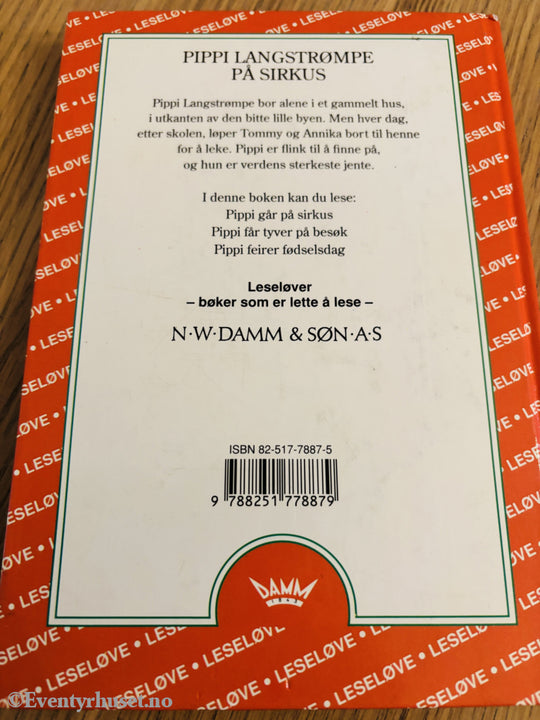 PIPPI LANGSTRØMPE
PÅ SIRKUS
Pippi Langstrømpe bor alene i et gammelt hus,
i utkanten av den bitte lille byen. Men hver dag,
etter skolen, løper Tommy og Annika bort til henne
for å leke. Pippi er flink til å finne på,
og hun er verdens sterkeste jente.
I denne boken kan du lese:
Pippi går på sirkus
Pippi får tyver på besøk
Pippi feirer fødselsdag
Leseløver
– bøker som er lette å lese –
N·W·DAMM & SØN·A·S
ISBN 82-517-7887-5
9 788251 778879
DAMM
1843
LESELØVE • LESELØVE • LESELØVE • LESELØVE
©Eventyrhuset.no